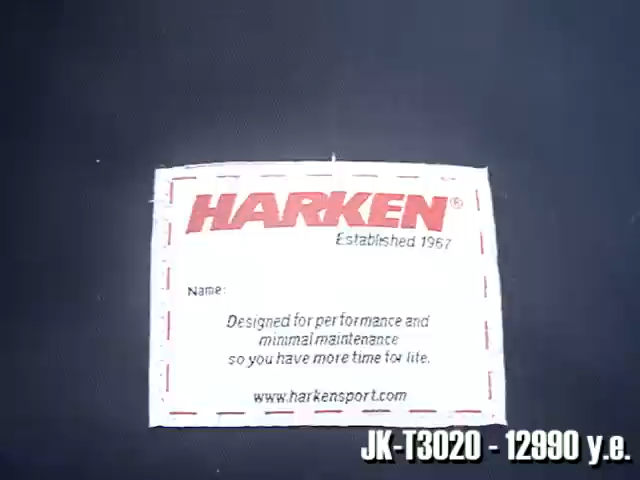 HARKEN®
Established 1967
Name:
Designed for performance and
minimal maintenance
so you have more time for life.
www.harkensport.com
JK-T3020 - 12990 y.e.